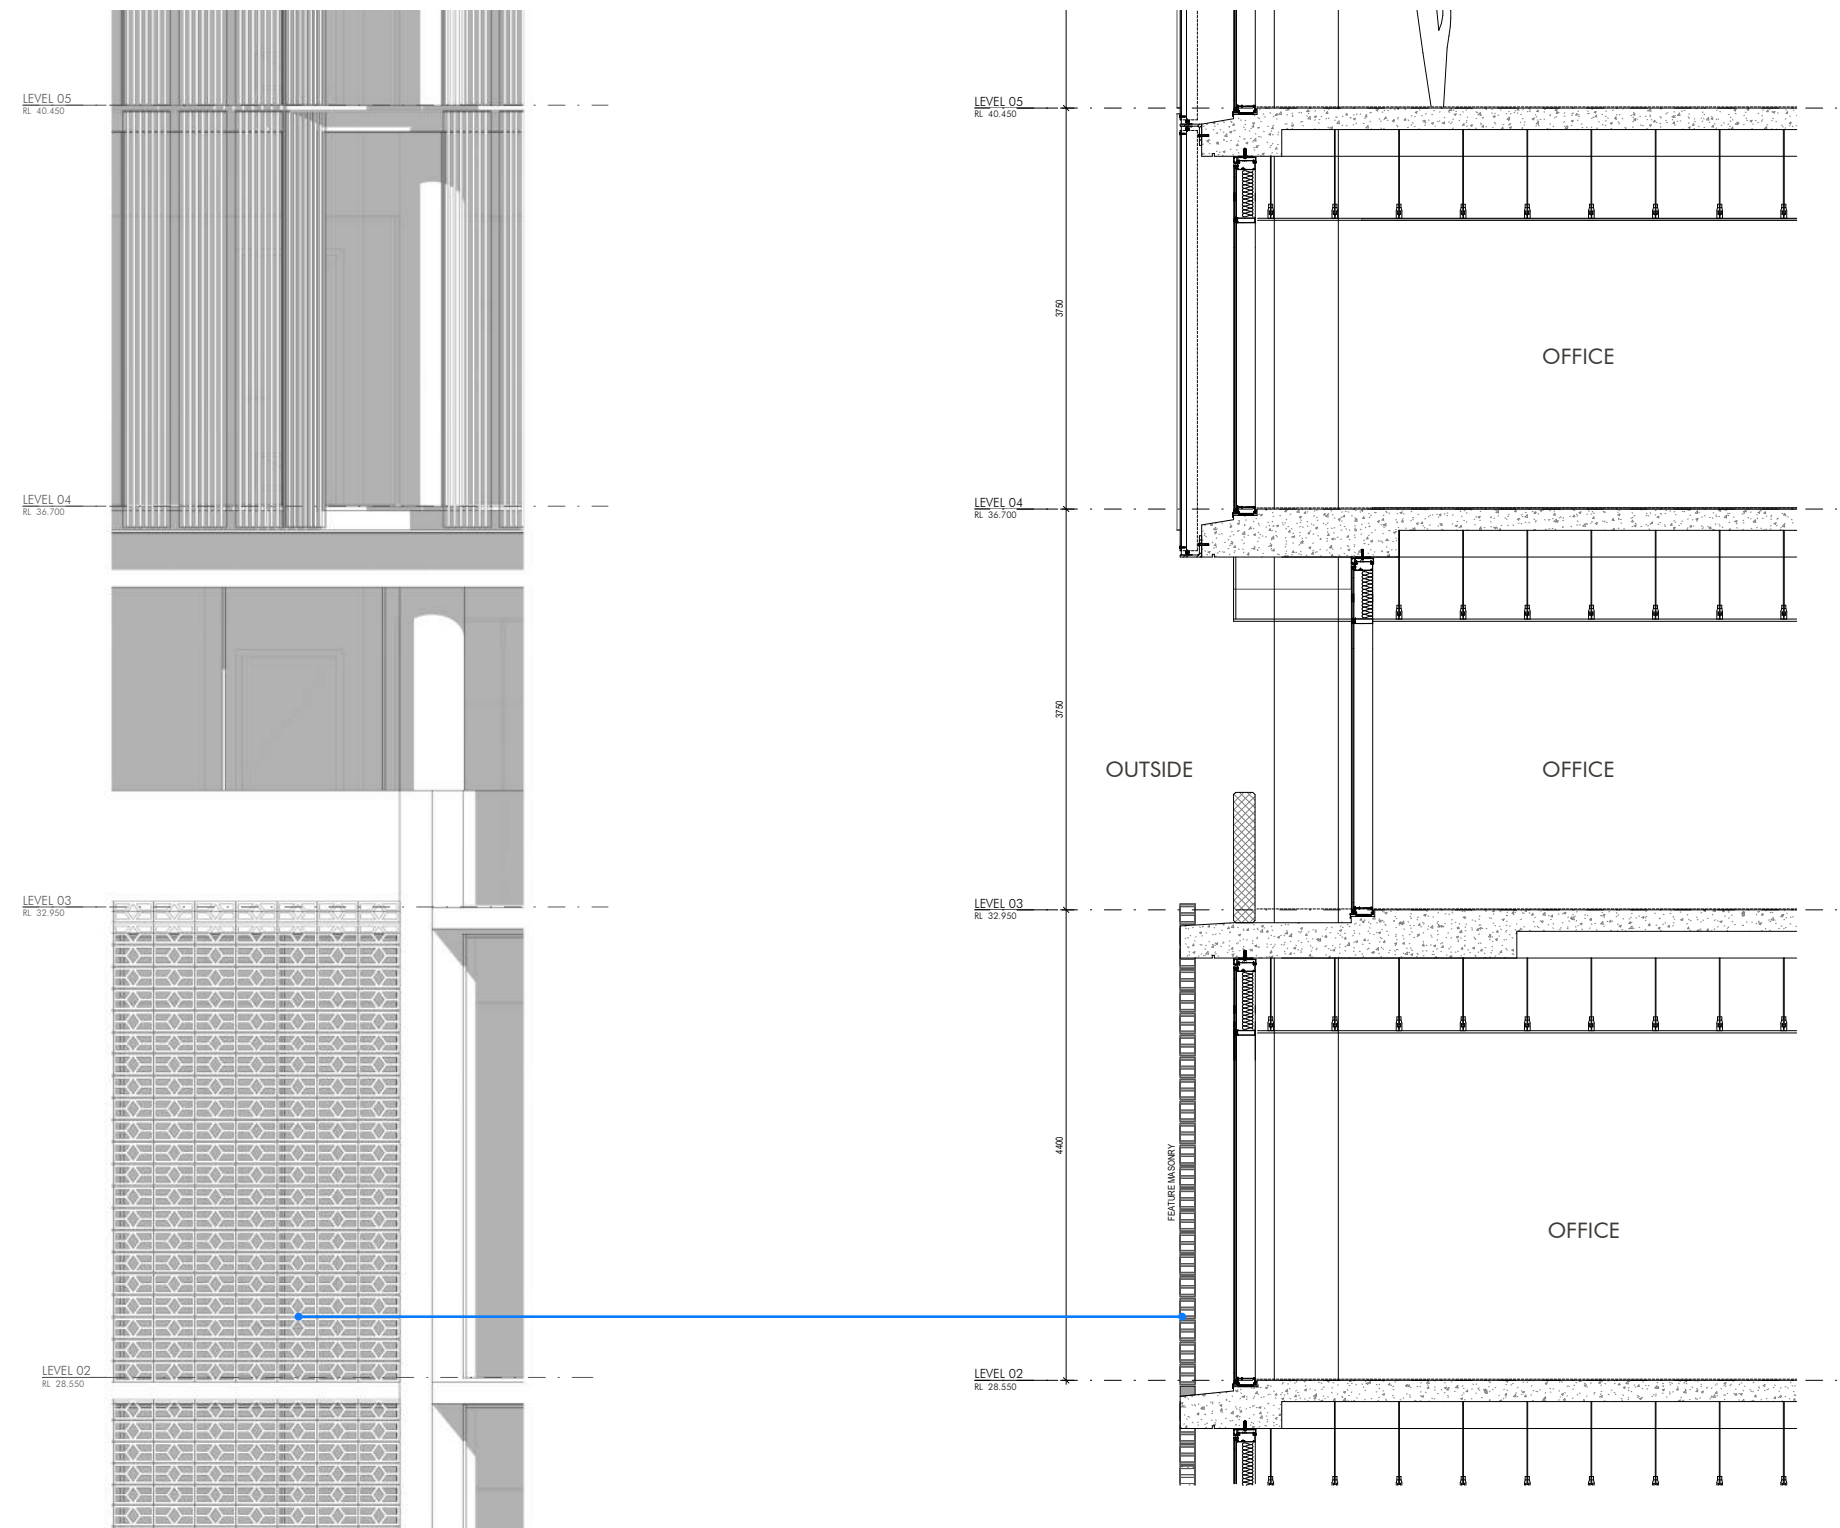 LEVEL 05
RL 40.450
LEVEL 05
RL 40.450
3750
OFFICE
LEVEL 04
RL 36.700
LEVEL 04
RL 36.700
3750
OUTSIDE
OFFICE
LEVEL 03
RL 32.950
LEVEL 03
RL 32.950
4400
FEATURE MASONRY
OFFICE
LEVEL 02
RL 28.550
LEVEL 02
RL 28.550